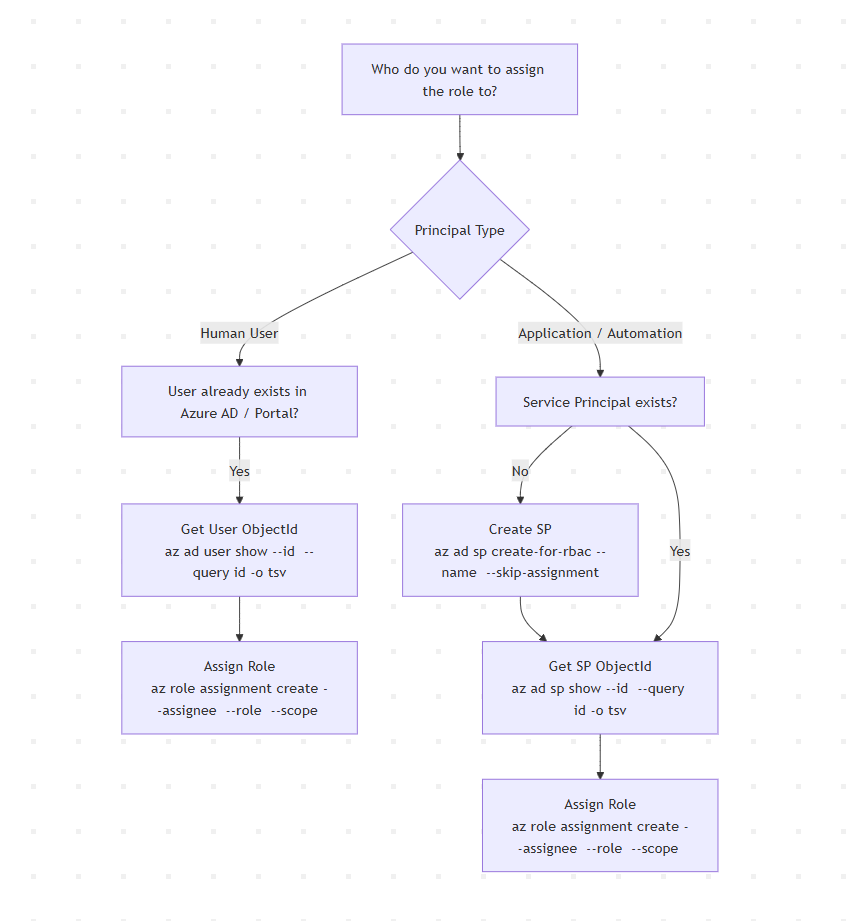 Who do you want to assign
the role to?
Principal Type
Human User
Application / Automation
User already exists in
Azure AD / Portal?
Service Principal exists?
Yes
No
Get User ObjectId
az ad user show --id  --
query id -o tsv
Create SP
az ad sp create-for-rbac --
name  --skip-assignment
Yes
Assign Role
az role assignment create -
-assignee  --role  --scope
Get SP ObjectId
az ad sp show --id  --query
id -o tsv
Assign Role
az role assignment create -
-assignee  --role  --scope